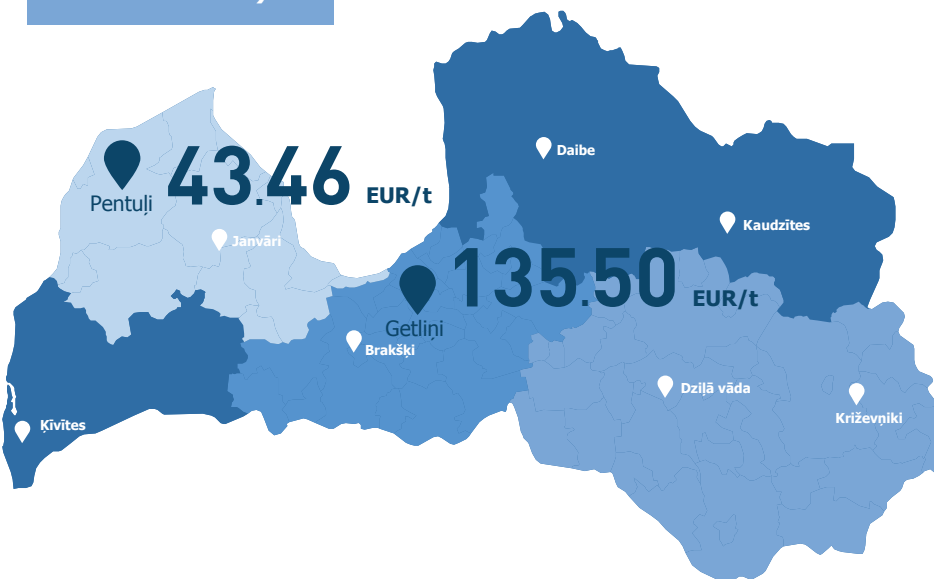 Daibe
Pentuļi
43.46 EUR/t
Janvāri
Kaudzītes
Getliņi
135.50 EUR/t
Brakšķi
Dziļā vāda
Križevņiki
Ķīvītes